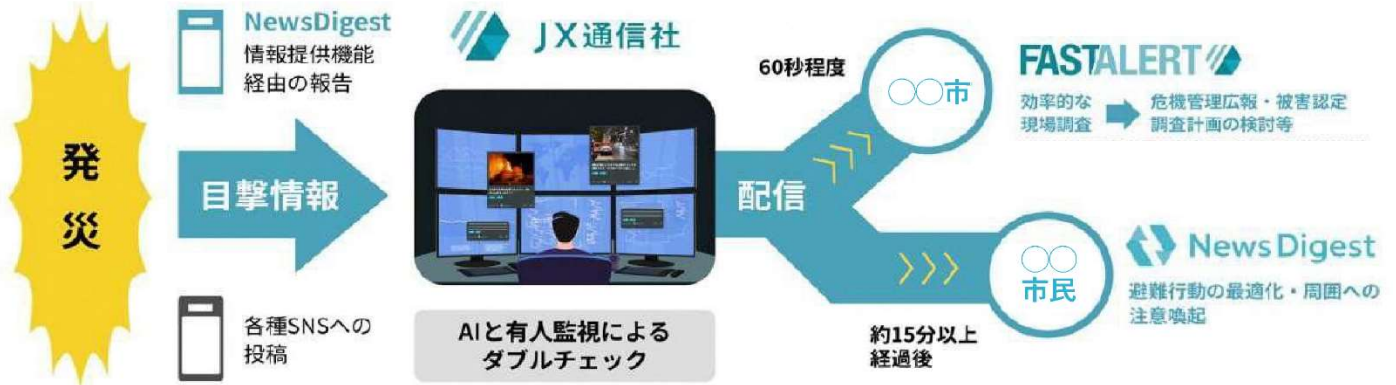 発
災
NewsDigest
情報提供機能
経由の報告
目撃情報
各種SNSへの
投稿
JX通信社
AIと有人監視による
ダブルチェック
配信
60秒程度
○○市
FASTALERT
効率的な
現場調査
危機管理広報・被害認定
調査計画の検討等
約15分以上
経過後
○○
市民
NewsDigest
避難行動の最適化・周囲への
注意喚起